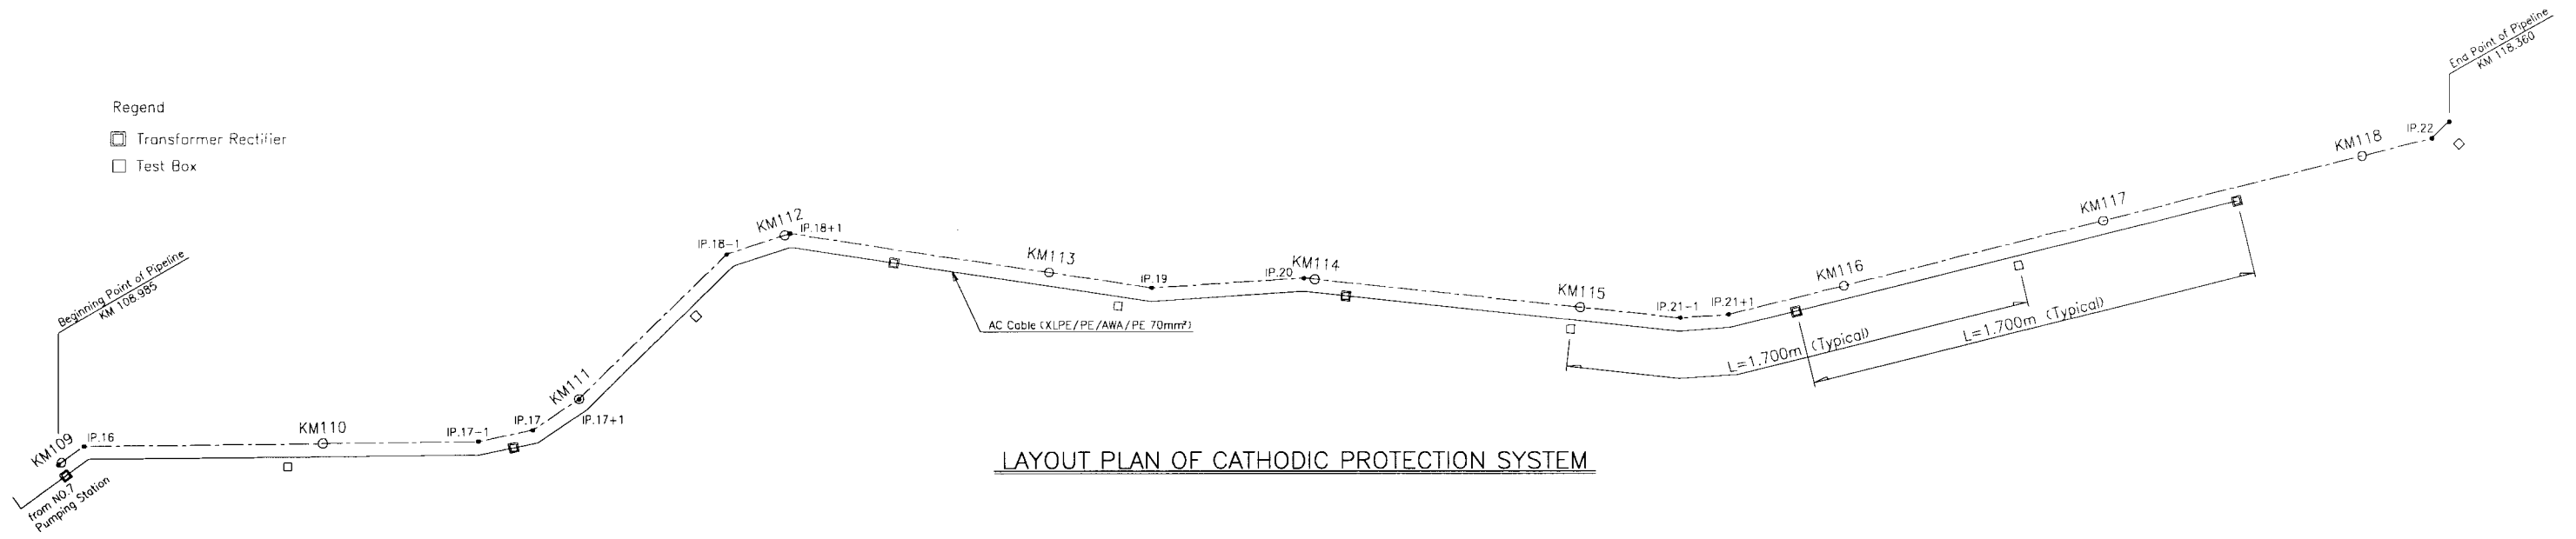 Regend
Transformer Rectifier
Test Box
Beginning Point of Pipeline
KM 108.985
End Point of Pipeline
KM 118.360
KM109
IP.16
from NO.7
Pumping Station
KM110
IP.17-1
IP.17
KM111
IP.17+1
IP.18-1
KM112
IP.18+1
KM113
IP.19
AC Cable (XLPE/PE/AWA/PE 70mm²)
IP.20
KM114
KM115
IP.21-1
IP.21+1
KM116
KM117
KM118
IP.22
L=1.700m (Typical)
L=1.700m (Typical)
LAYOUT PLAN OF CATHODIC PROTECTION SYSTEM